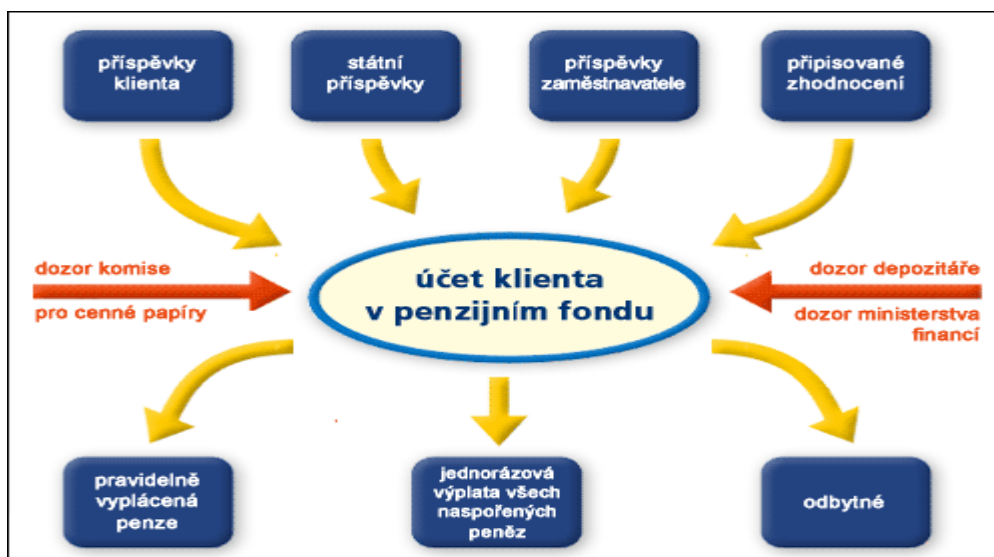 příspěvky
klienta
státní
příspěvky
příspěvky
zaměstnavatele
připisované
zhodnocení
dozor komise
pro cenné papíry
účet klienta
v penzijním fondu
dozor depozitáře
dozor ministerstva
financí
pravidelně
vyplácená
penze
jednorázová
výplata všech
naspořených
peněz
odbytné